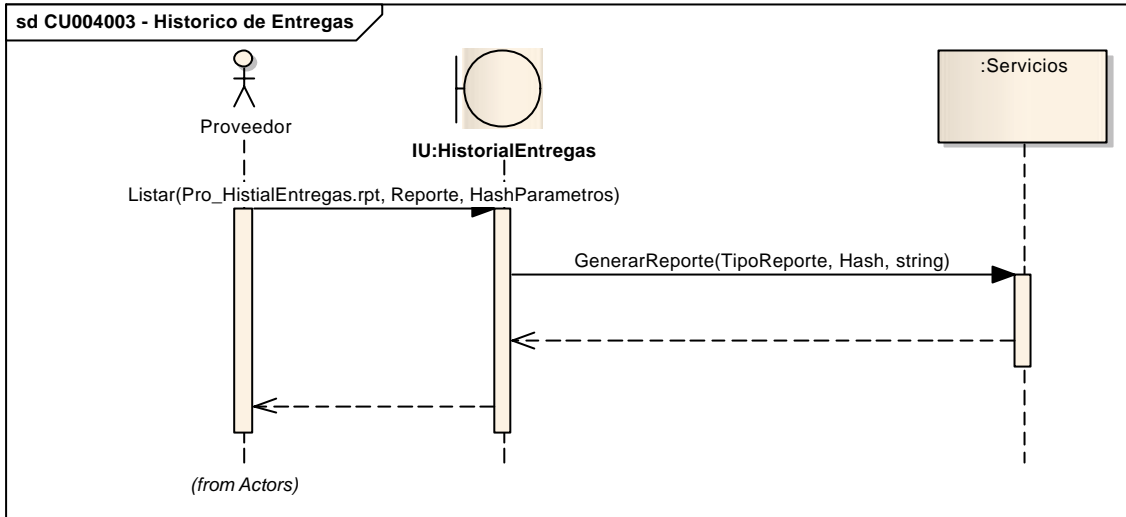 sd CU004003 - Historico de Entregas
Proveedor
IU:HistorialEntregas
:Servicios
Listar(Pro_HistialEntregas.rpt, Reporte, HashParametros)
GenerarReporte(TipoReporte, Hash, string)
(from Actors)